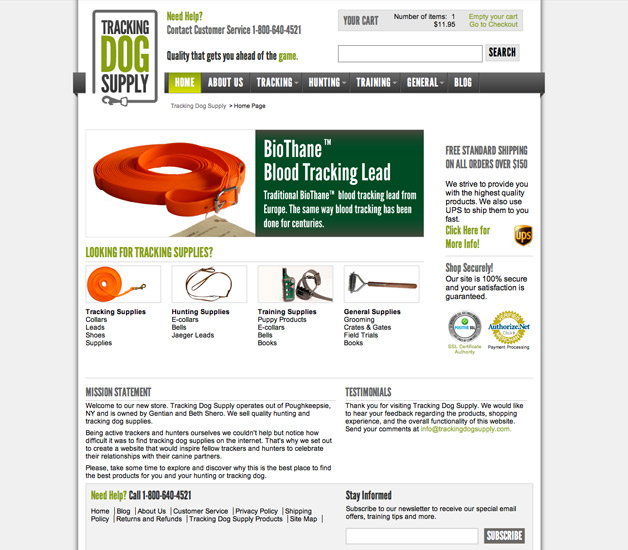 TRACKING
DOG
SUPPLY
Need Help?
Contact Customer Service 1-800-640-4521
Quality that gets you ahead of the game.
YOUR CART
Number of items: 1
$11.95
Empty your cart
Go to Checkout
SEARCH
HOME ABOUT US TRACKING HUNTING TRAINING GENERAL BLOG
Tracking Dog Supply > Home Page
BioThane™
Blood Tracking Lead
Traditional BioThane™ blood tracking lead from
Europe. The same way blood tracking has been
done for centuries.
FREE STANDARD SHIPPING
ON ALL ORDERS OVER $150
We strive to provide you
with the highest quality
products. We also use
UPS to ship them to you
fast.
Click Here for
More Info!
ups
Shop Securely!
Our site is 100% secure
and your satisfaction is
guaranteed.
POSITIVE SSL
SSL Certificate
Authority
Authorize.Net
Payment Processing
LOOKING FOR TRACKING SUPPLIES?
Tracking Supplies
Collars
Leads
Shoes
Supplies
Hunting Supplies
E-collars
Bells
Jaeger Leads
Training Supplies
Puppy Products
E-collars
Bells
Books
General Supplies
Grooming
Crates & Gates
Field Trials
Books
MISSION STATEMENT
Welcome to our new store. Tracking Dog Supply operates out of Poughkeepsie,
NY and is owned by Gentian and Beth Shero. We sell quality hunting and
tracking dog supplies.
Being active trackers and hunters ourselves we couldn't help but notice how
difficult it was to find tracking dog supplies on the internet. That's why we set out
to create a website that would inspire fellow trackers and hunters to celebrate
their relationships with their canine partners.
Please, take some time to explore and discover why this is the best place to find
the best products for you and your hunting or tracking dog.
TESTIMONIALS
Thank you for visiting Tracking Dog Supply. We would like
to hear your feedback regarding the products, shopping
experience, and the overall functionality of this website.
Send your comments at info@trackingdogsupply.com.
Need Help? Call 1-800-640-4521
Home | Blog | About Us | Customer Service | Privacy Policy | Shipping
Policy | Returns and Refunds | Tracking Dog Supply Products | Site Map |
Stay Informed
Subscribe to our newsletter to receive our special email
offers, training tips and more.
SUBSCRIBE